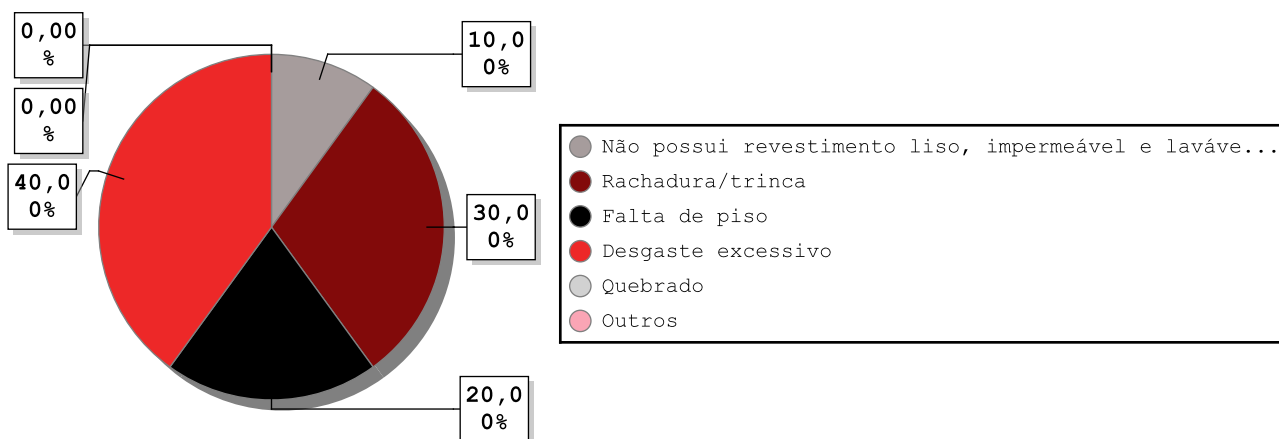 0,00
%
10,0
0%
0,00
%
40,0
0%
30,0
0%
20,0
0%
Não possui revestimento liso, impermeável e laváve...
Rachadura/trinca
Falta de piso
Desgaste excessivo
Quebrado
Outros